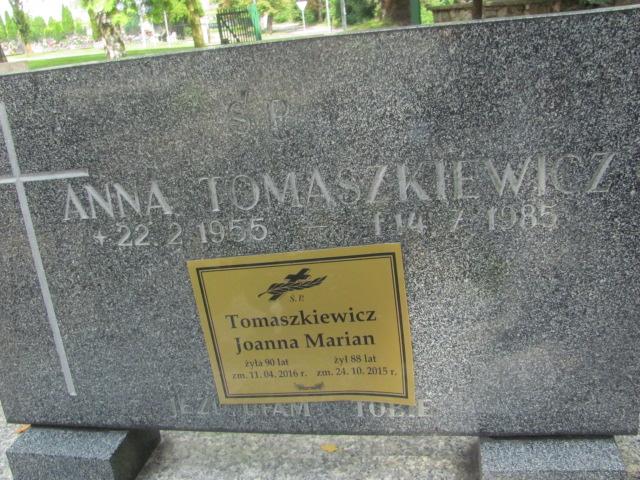 Ś.P.
ANNA TOMASZKIEWICZ
* 22.2.1955 – † 14.7.1985
Ś.P.
Tomaszkiewicz
Joanna Marian
żyła 90 lat żył 88 lat
zm. 11.04.2016 r. zm. 24.10.2015 r.
JEZU UFAM TOBIE